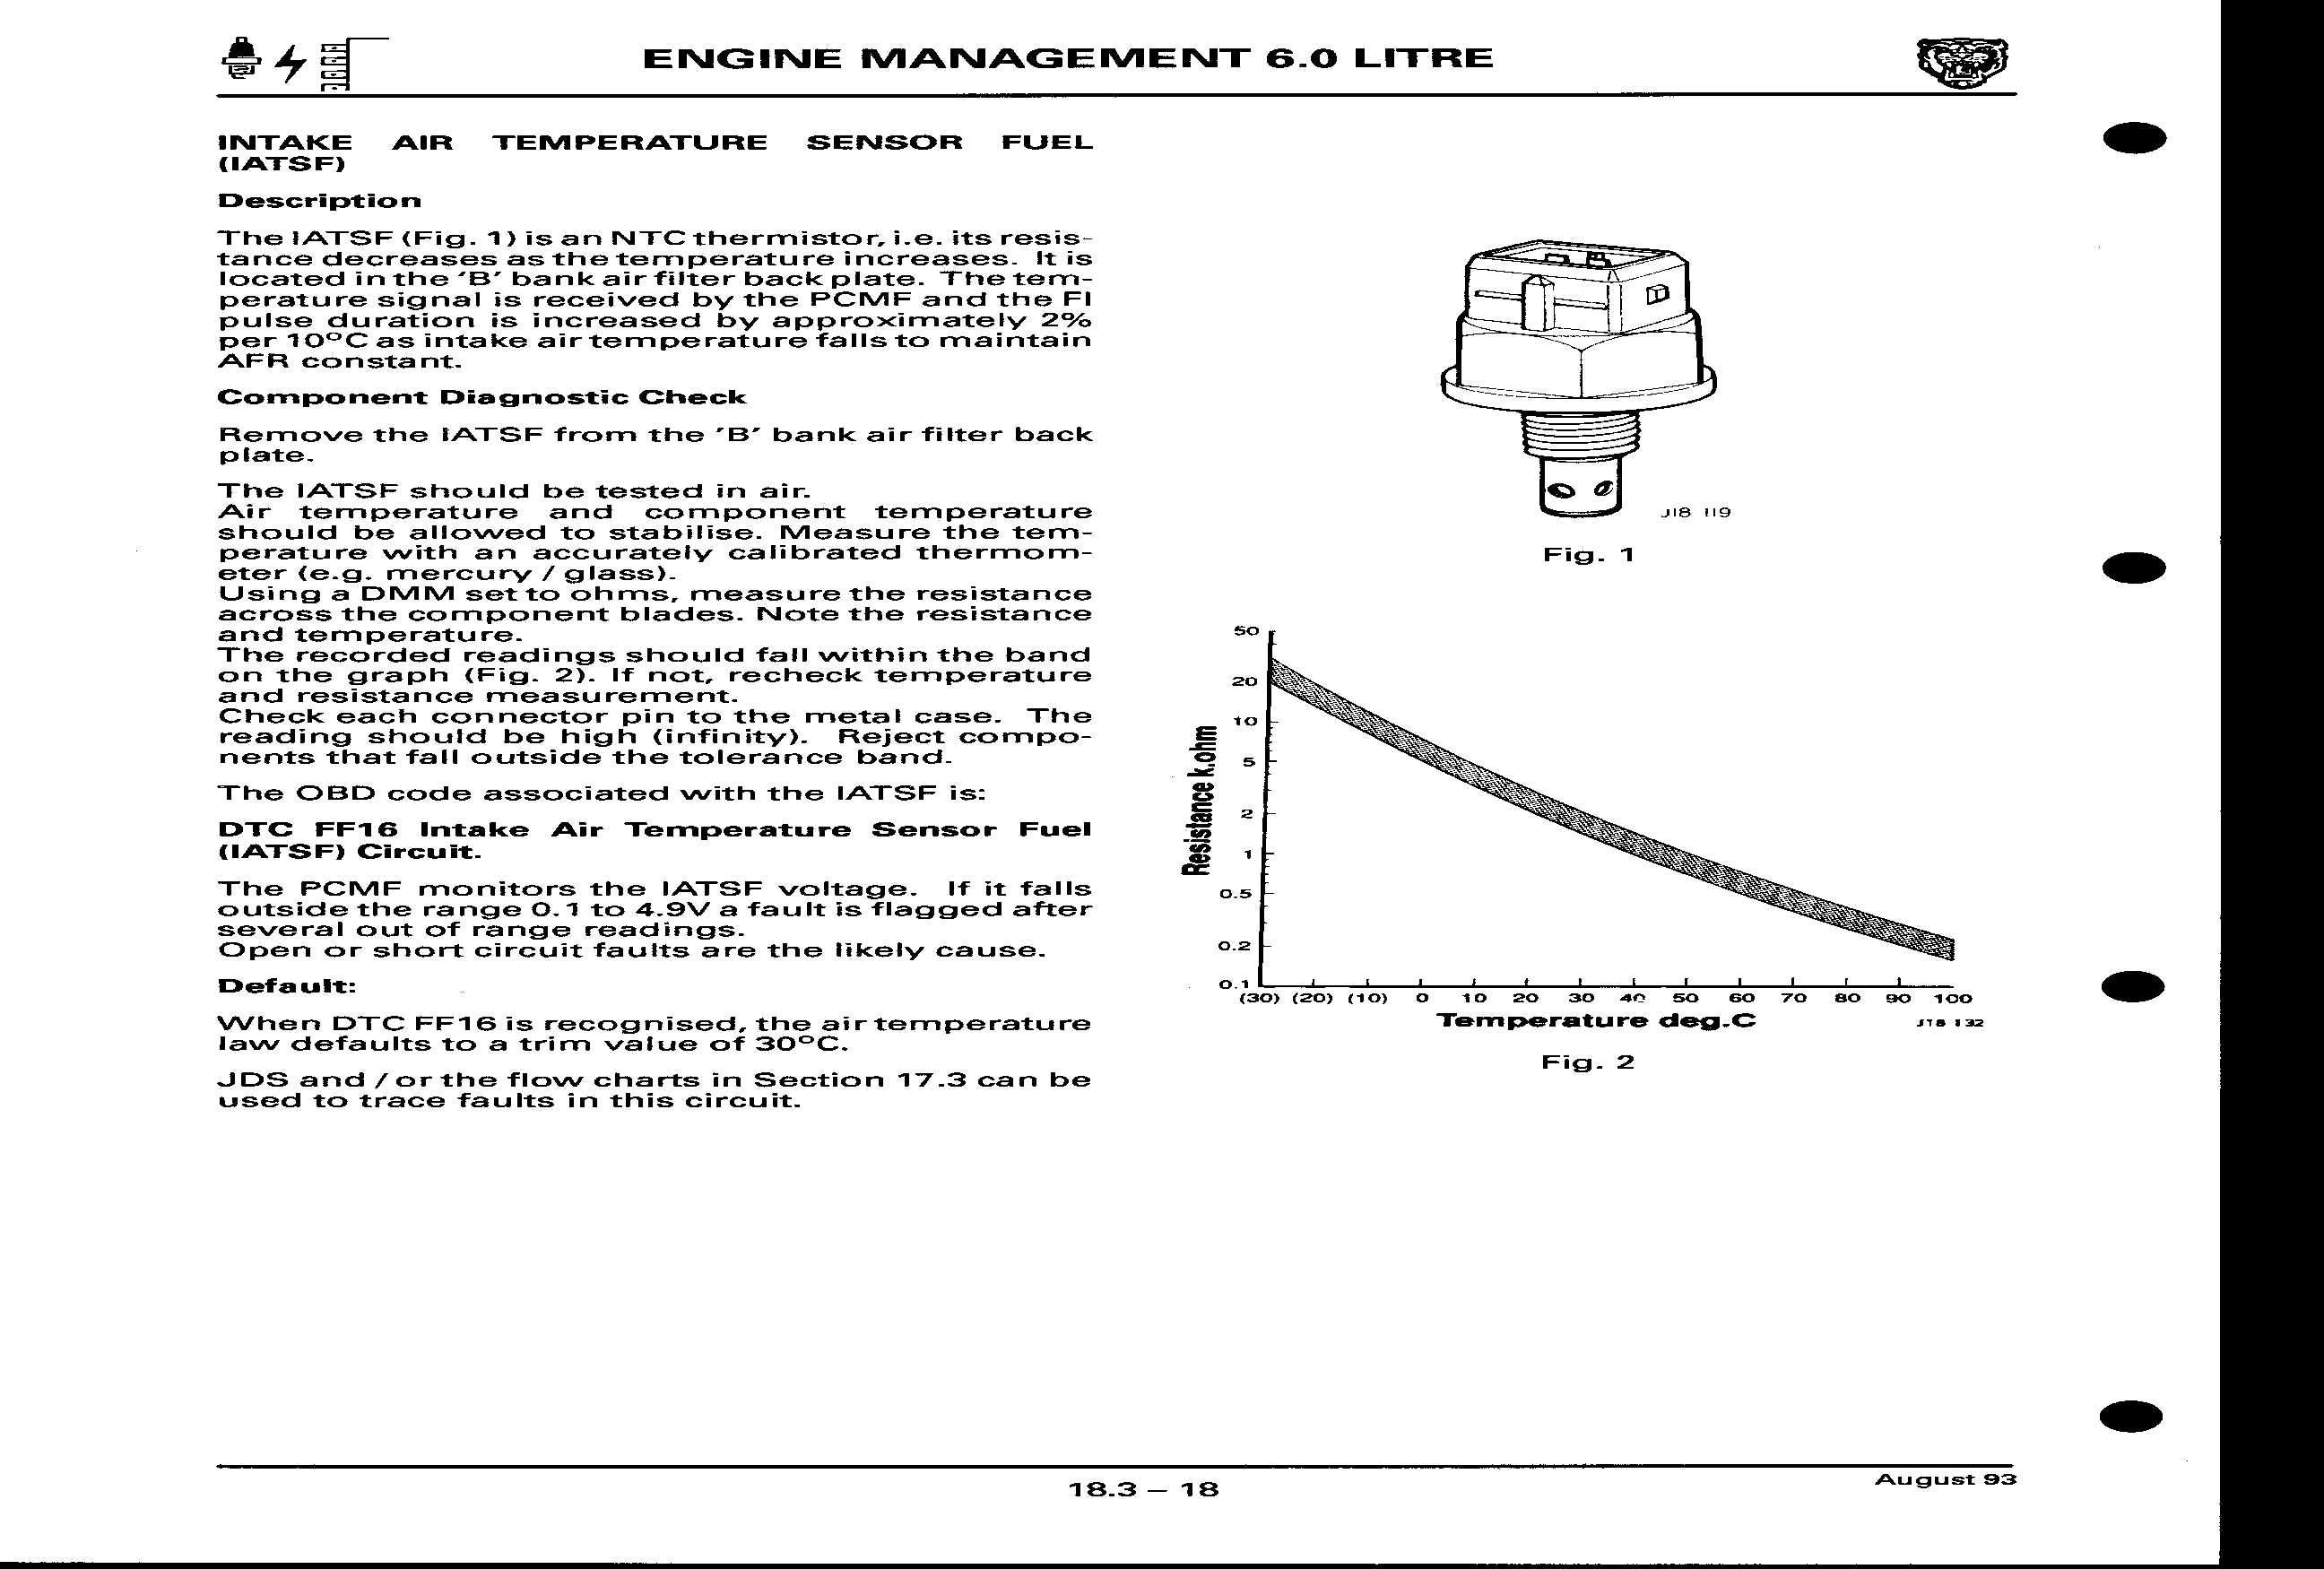 ENGINE MANAGEMENT 6.0 LITRE
INTAKE AIR TEMPERATURE SENSOR FUEL
(IATSF)
Description
The IATSF (Fig. 1) is an NTC thermistor, i.e. its resis-
tance decreases as the temperature increases. It is
located in the 'B' bank air filter back plate. The tem-
perature signal is received by the PCMF and the FI
pulse duration is increased by approximately 2%
per 10°C as intake air temperature falls to maintain
AFR constant.
Component Diagnostic Check
Remove the IATSF from the 'B' bank air filter back
plate.
The IATSF should be tested in air.
Air temperature and component temperature
should be allowed to stabilise. Measure the tem-
perature with an accurately calibrated thermom-
eter (e.g. mercury / glass).
Using a DMM set to ohms, measure the resistance
across the component blades. Note the resistance
and temperature.
The recorded readings should fall within the band
on the graph (Fig. 2). If not, recheck temperature
and resistance measurement.
Check each connector pin to the metal case. The
reading should be high (infinity). Reject compo-
nents that fall outside the tolerance band.
The OBD code associated with the IATSF is:
DTC FF16 Intake Air Temperature Sensor Fuel
(IATSF) Circuit.
The PCMF monitors the IATSF voltage. If it falls
outside the range 0.1 to 4.9V a fault is flagged after
several out of range readings.
Open or short circuit faults are the likely cause.
Default:
When DTC FF16 is recognised, the air temperature
law defaults to a trim value of 30°C.
JDS and / or the flow charts in Section 17.3 can be
used to trace faults in this circuit.
J18 119
Fig. 1
50
20
10
5
2
1
0.5
0.2
0.1
Resistance k.ohm
(30) (20) (10) 0 10 20 30 40 50 60 70 80 90 100
Temperature deg.C
J18 132
Fig. 2
18.3 – 18
August 93